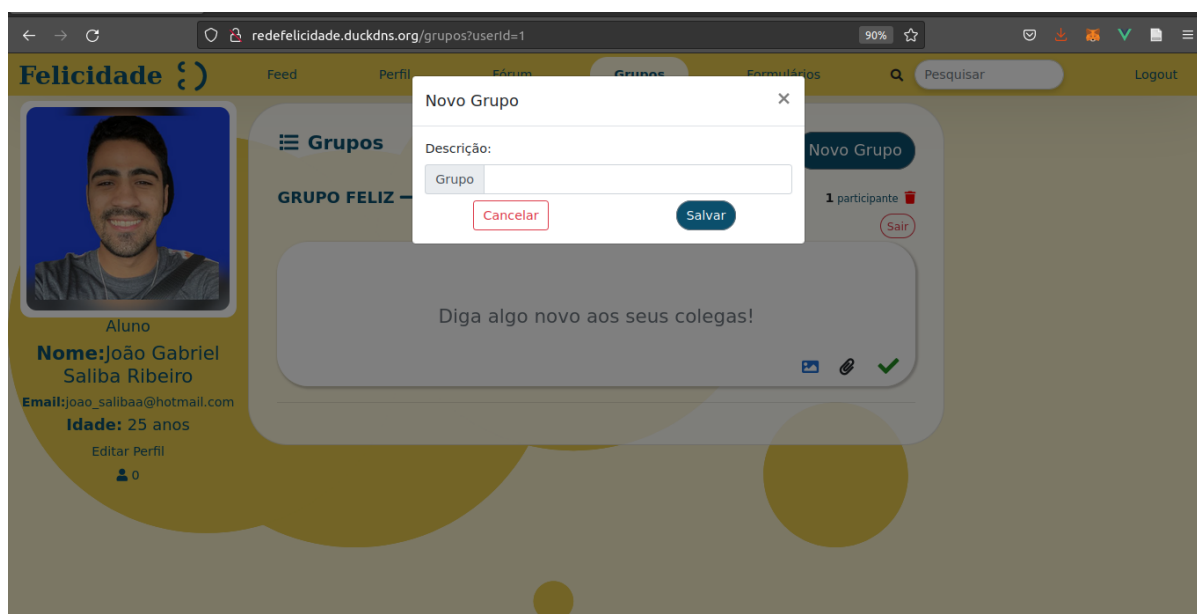 redefelicidade.duckdns.org/grupos?userId=1
90%
Felicidade :)
Feed
Perfil
Fórum
Grupos
Formulários
Pesquisar
Logout
Novo Grupo
×
Descrição:
Grupo
Cancelar
Salvar
Grupos
Novo Grupo
GRUPO FELIZ —
1 participante
Sair
Diga algo novo aos seus colegas!
Aluno
Nome:João Gabriel
Saliba Ribeiro
Email:joao_salibaa@hotmail.com
Idade: 25 anos
Editar Perfil
0